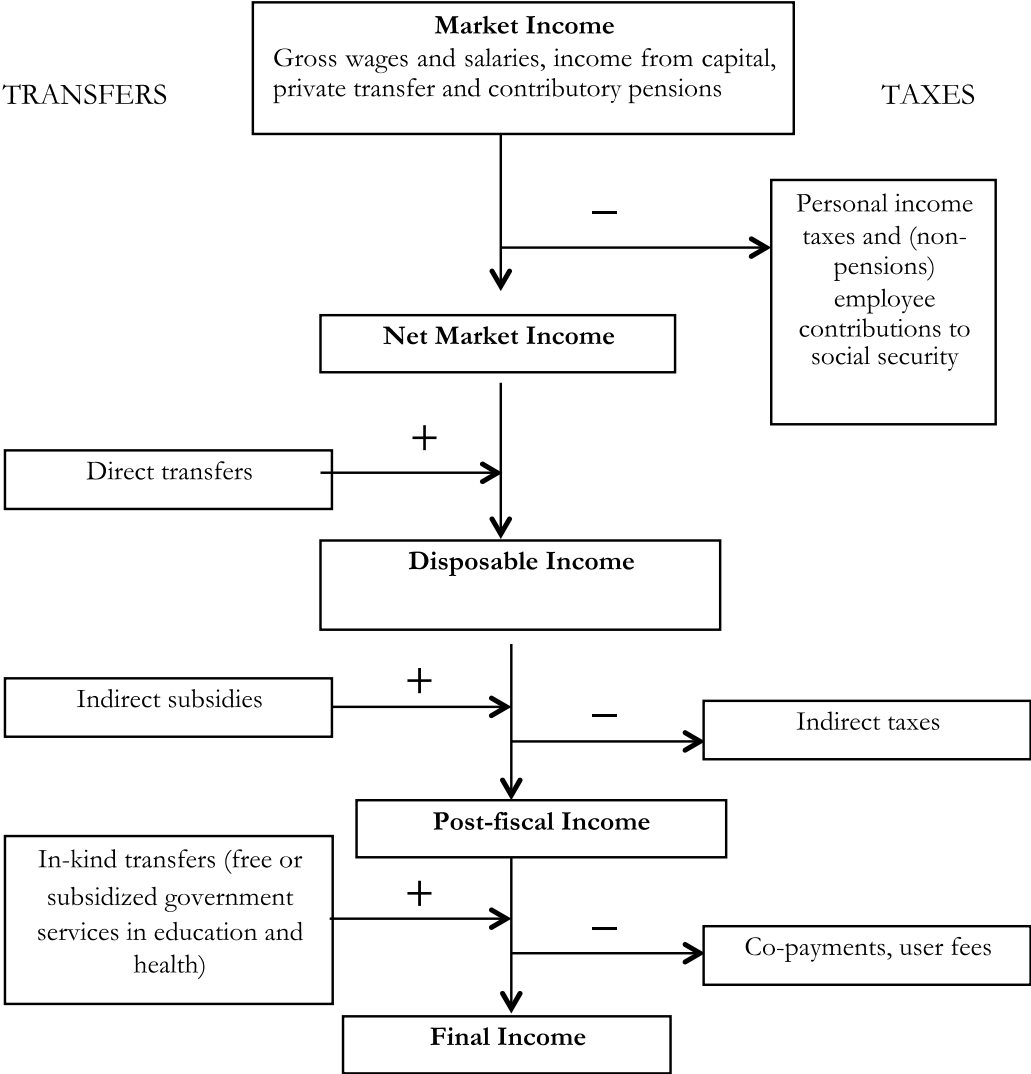 Market Income
Gross wages and salaries, income from capital,
private transfer and contributory pensions
TRANSFERS
TAXES
−
Personal income
taxes and (non-
pensions)
employee
contributions to
social security
Net Market Income
+
Direct transfers
Disposable Income
+
Indirect subsidies
−
Indirect taxes
Post-fiscal Income
In-kind transfers (free or
subsidized government
services in education and
health)
+
−
Co-payments, user fees
Final Income